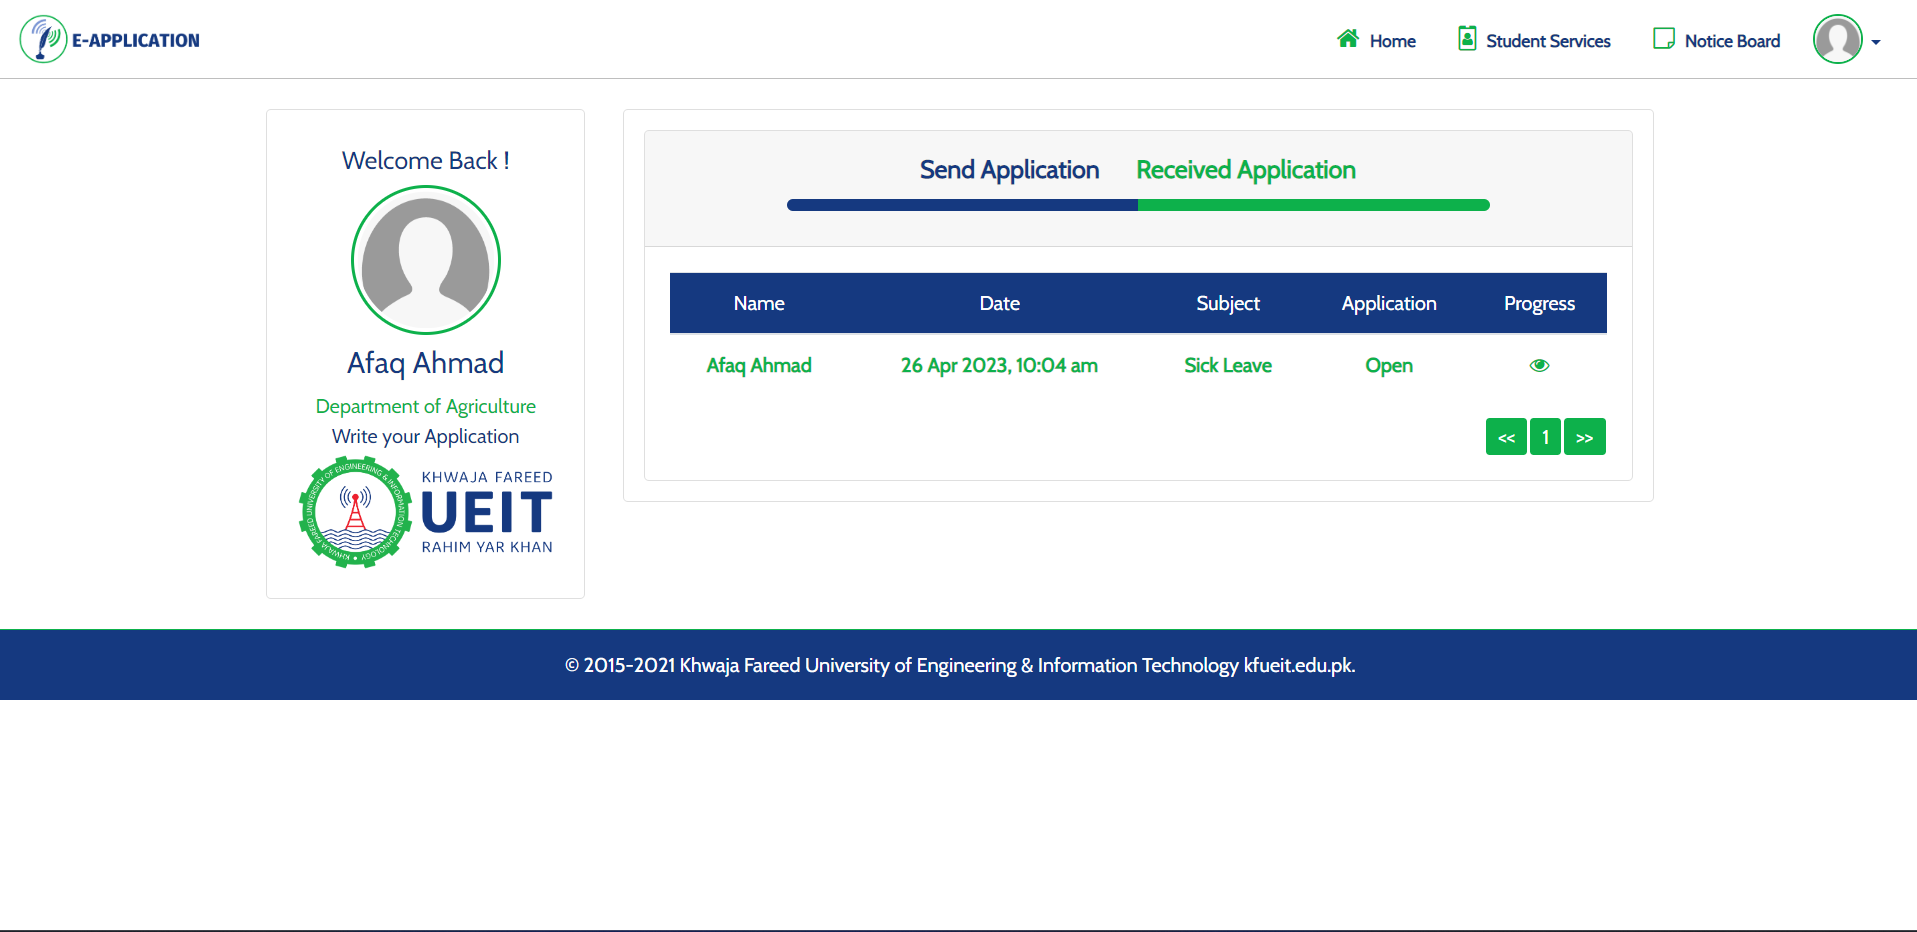 E-APPLICATION
Home Student Services Notice Board
Welcome Back !
Afaq Ahmad
Department of Agriculture
Write your Application
KHWAJA FAREED UNIVERSITY OF ENGINEERING & INFORMATION TECHNOLOGY
KHWAJA FAREED
UEIT
RAHIM YAR KHAN
Send Application Received Application
Name Date Subject Application Progress
Afaq Ahmad 26 Apr 2023, 10:04 am Sick Leave Open
<< 1 >>
© 2015-2021 Khwaja Fareed University of Engineering & Information Technology kfueit.edu.pk.